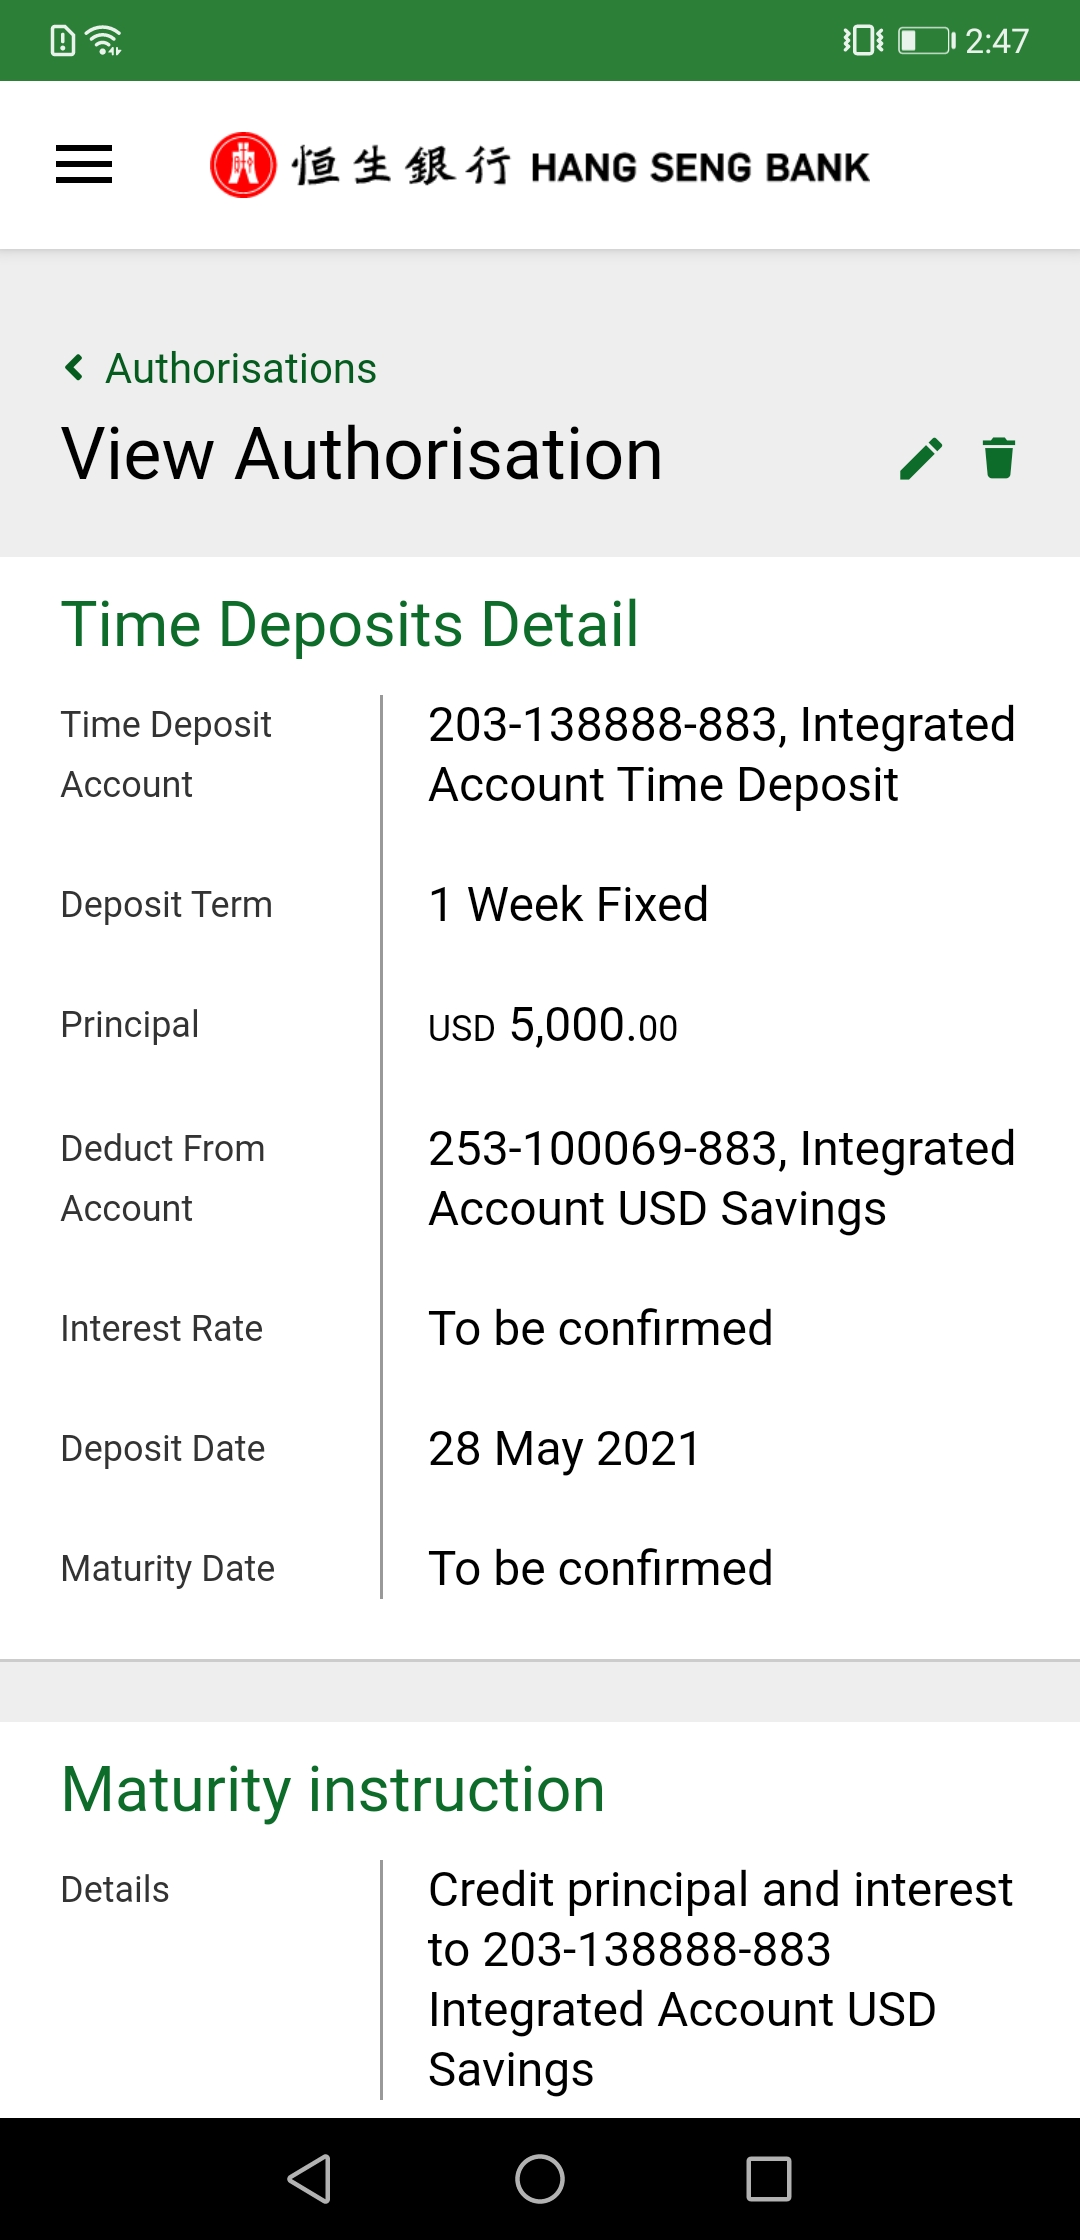 2:47
恒生銀行 HANG SENG BANK
Authorisations
View Authorisation
Time Deposits Detail
Time Deposit Account
203-138888-883, Integrated
Account Time Deposit
Deposit Term
1 Week Fixed
Principal
USD 5,000.00
Deduct From Account
253-100069-883, Integrated
Account USD Savings
Interest Rate
To be confirmed
Deposit Date
28 May 2021
Maturity Date
To be confirmed
Maturity instruction
Details
Credit principal and interest
to 203-138888-883
Integrated Account USD
Savings